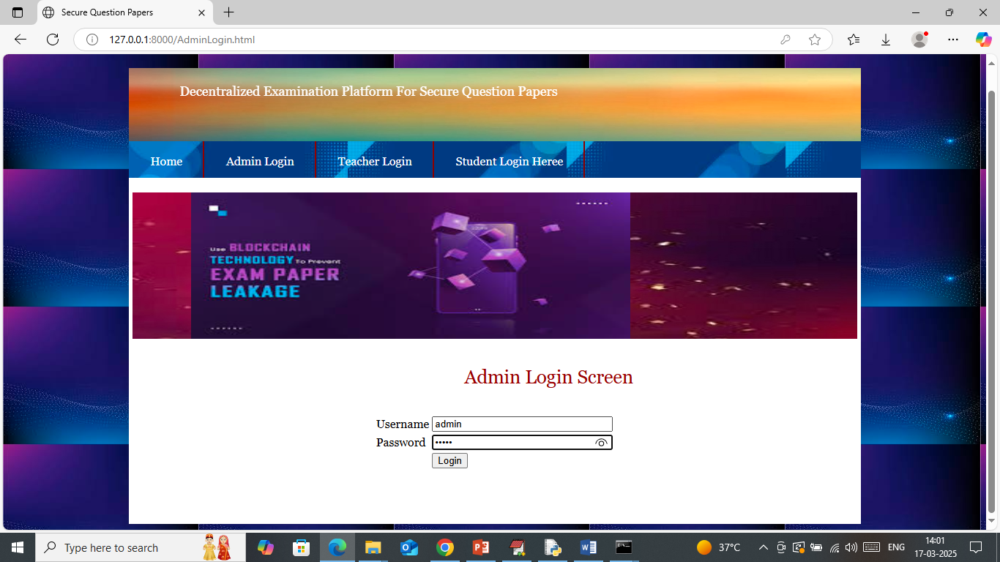 Secure Question Papers
127.0.0.1:8000/AdminLogin.html
Decentralized Examination Platform For Secure Question Papers
Home Admin Login Teacher Login Student Login Heree
Use BLOCKCHAIN
TECHNOLOGY To Prevent
EXAM PAPER
LEAKAGE
Admin Login Screen
Username admin
Password •••••
Login
Type here to search
37°C
ENG
14:01
17-03-2025